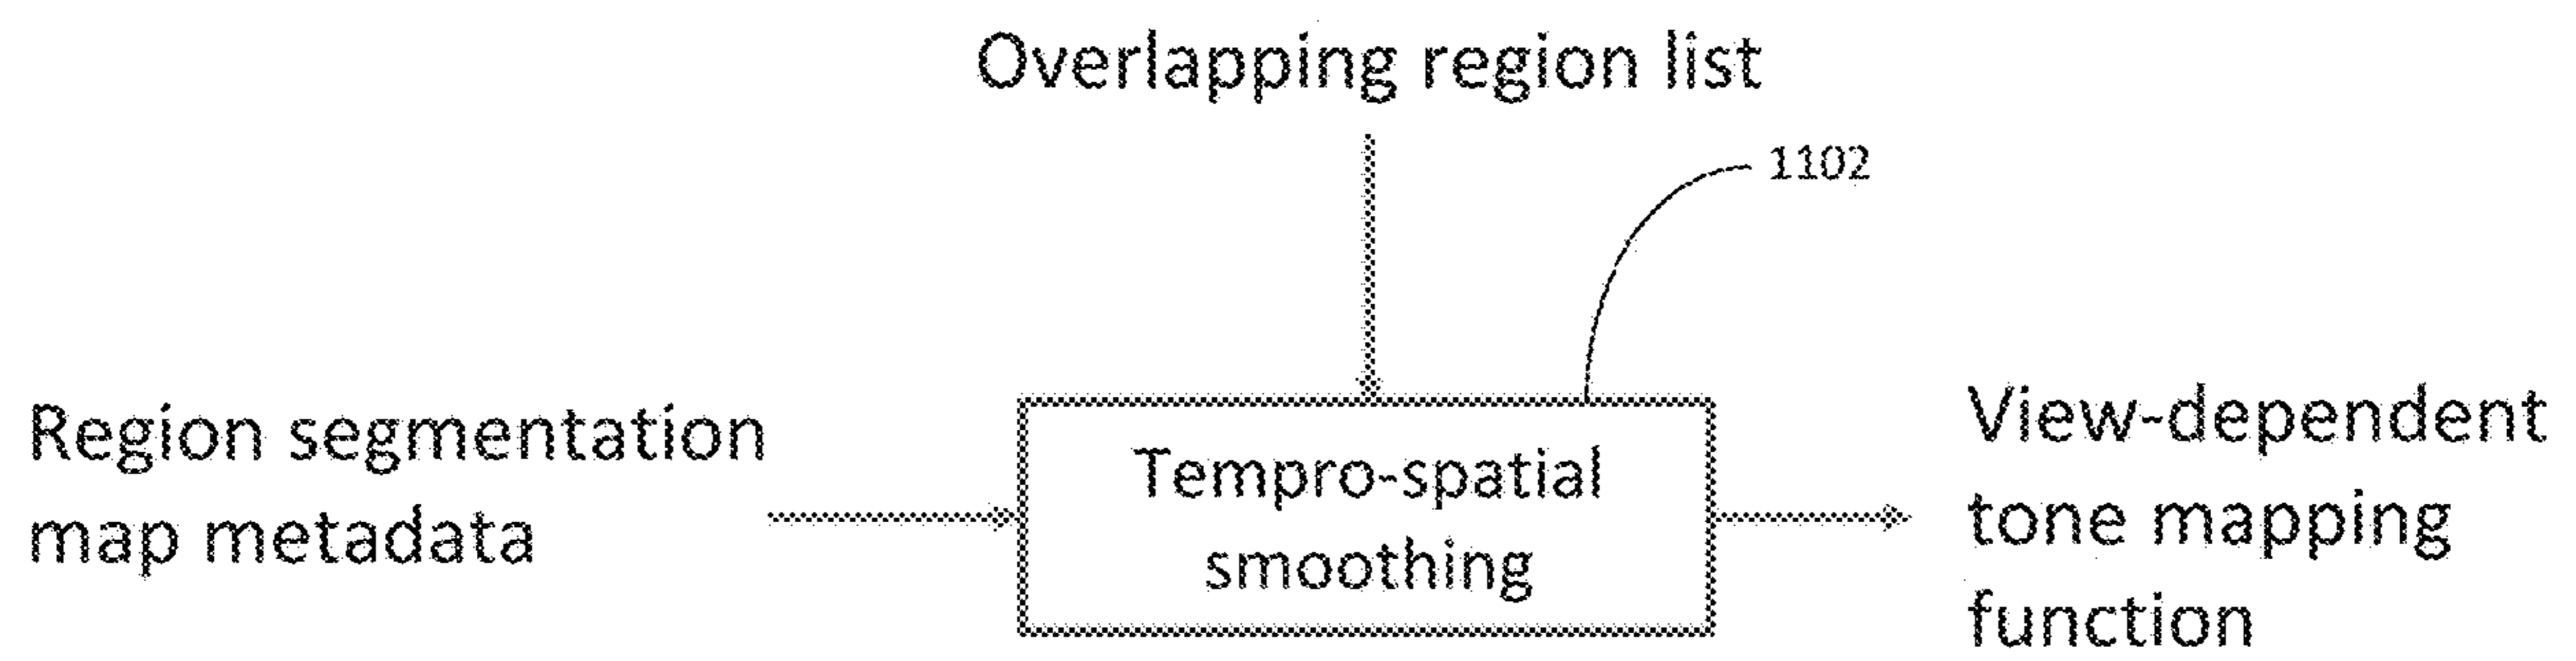 Overlapping region list
1102
Region segmentation
map metadata
Tempro-spatial
smoothing
View-dependent
tone mapping
function